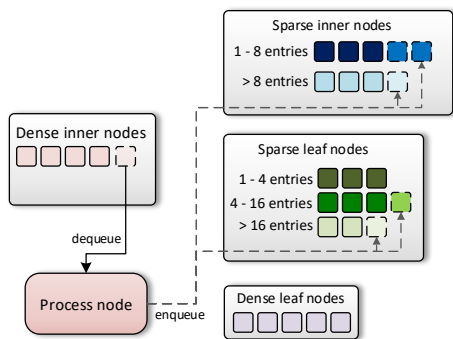 Sparse inner nodes
1 - 8 entries
> 8 entries
Dense inner nodes
Sparse leaf nodes
1 - 4 entries
4 - 16 entries
> 16 entries
dequeue
Process node
enqueue
Dense leaf nodes